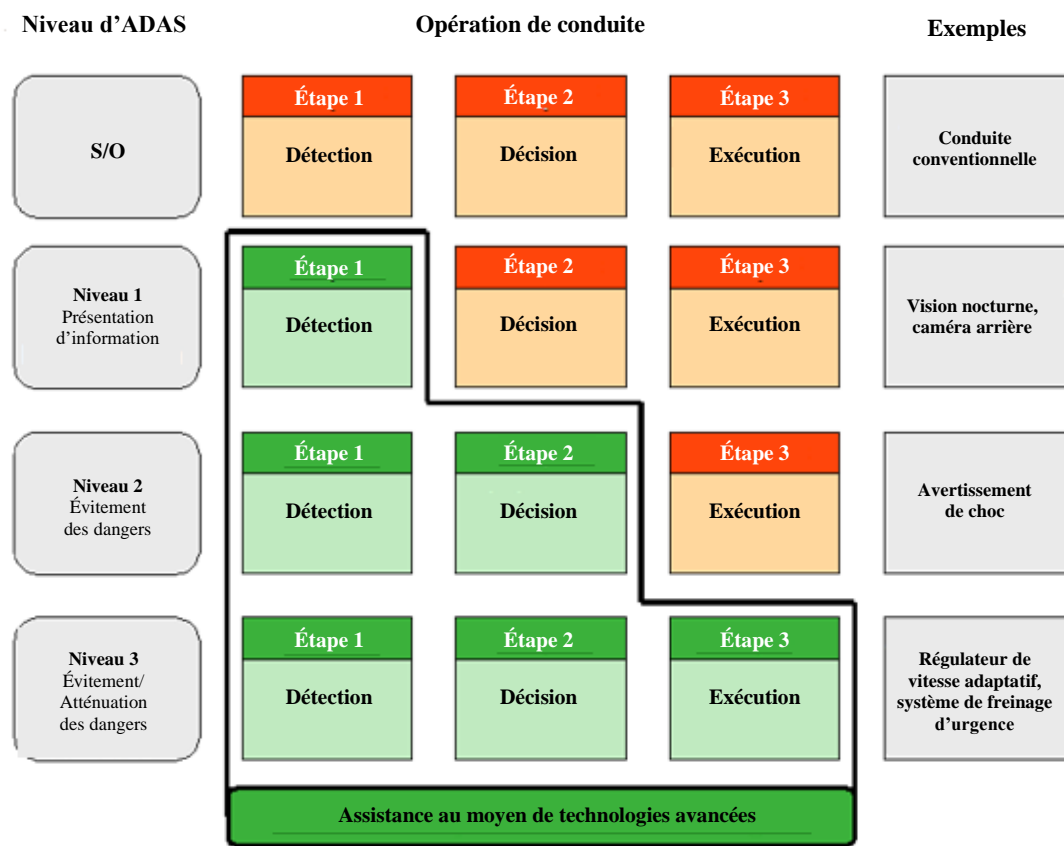 Niveau d’ADAS
Opération de conduite
Exemples
S/O
Étape 1
Détection
Étape 2
Décision
Étape 3
Exécution
Conduite
conventionnelle
Niveau 1
Présentation
d’information
Étape 1
Détection
Étape 2
Décision
Étape 3
Exécution
Vision nocturne,
caméra arrière
Niveau 2
Évitement
des dangers
Étape 1
Détection
Étape 2
Décision
Étape 3
Exécution
Avertissement
de choc
Niveau 3
Évitement/
Atténuation
des dangers
Étape 1
Détection
Étape 2
Décision
Étape 3
Exécution
Régulateur de
vitesse adaptatif,
système de freinage
d’urgence
Assistance au moyen de technologies avancées